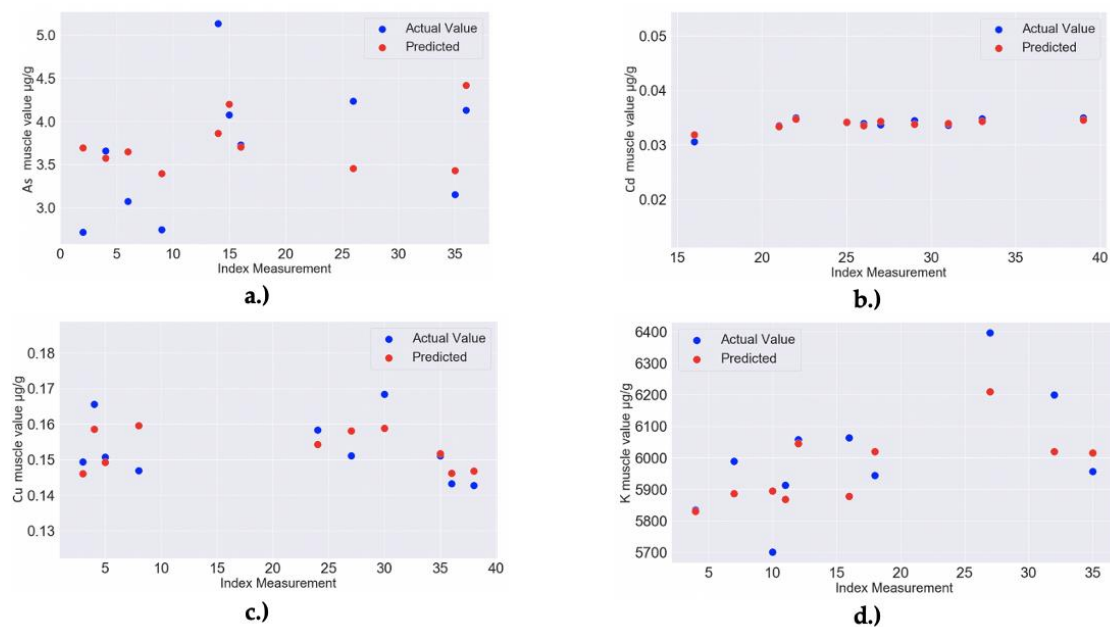 As muscle value µg/g
5.0
4.5
4.0
3.5
3.0
Actual Value
Predicted
0 5 10 15 20 25 30 35
Index Measurement
a.)
Cd muscle value µg/g
0.05
0.04
0.03
0.02
Actual Value
Predicted
15 20 25 30 35 40
Index Measurement
b.)
Cu muscle value µg/g
0.18
0.17
0.16
0.15
0.14
0.13
Actual Value
Predicted
5 10 15 20 25 30 35 40
Index Measurement
c.)
K muscle value µg/g
6400
6300
6200
6100
6000
5900
5800
5700
Actual Value
Predicted
5 10 15 20 25 30 35
Index Measurement
d.)